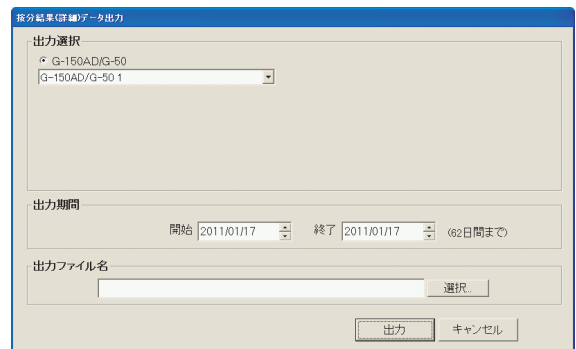 按分結果(詳細)データ出力
出力選択
G-150AD/G-50
G-150AD/G-50 1
出力期間
開始 2011/01/17 終了 2011/01/17 (62日間まで)
出力ファイル名
選択...
出力 キャンセル